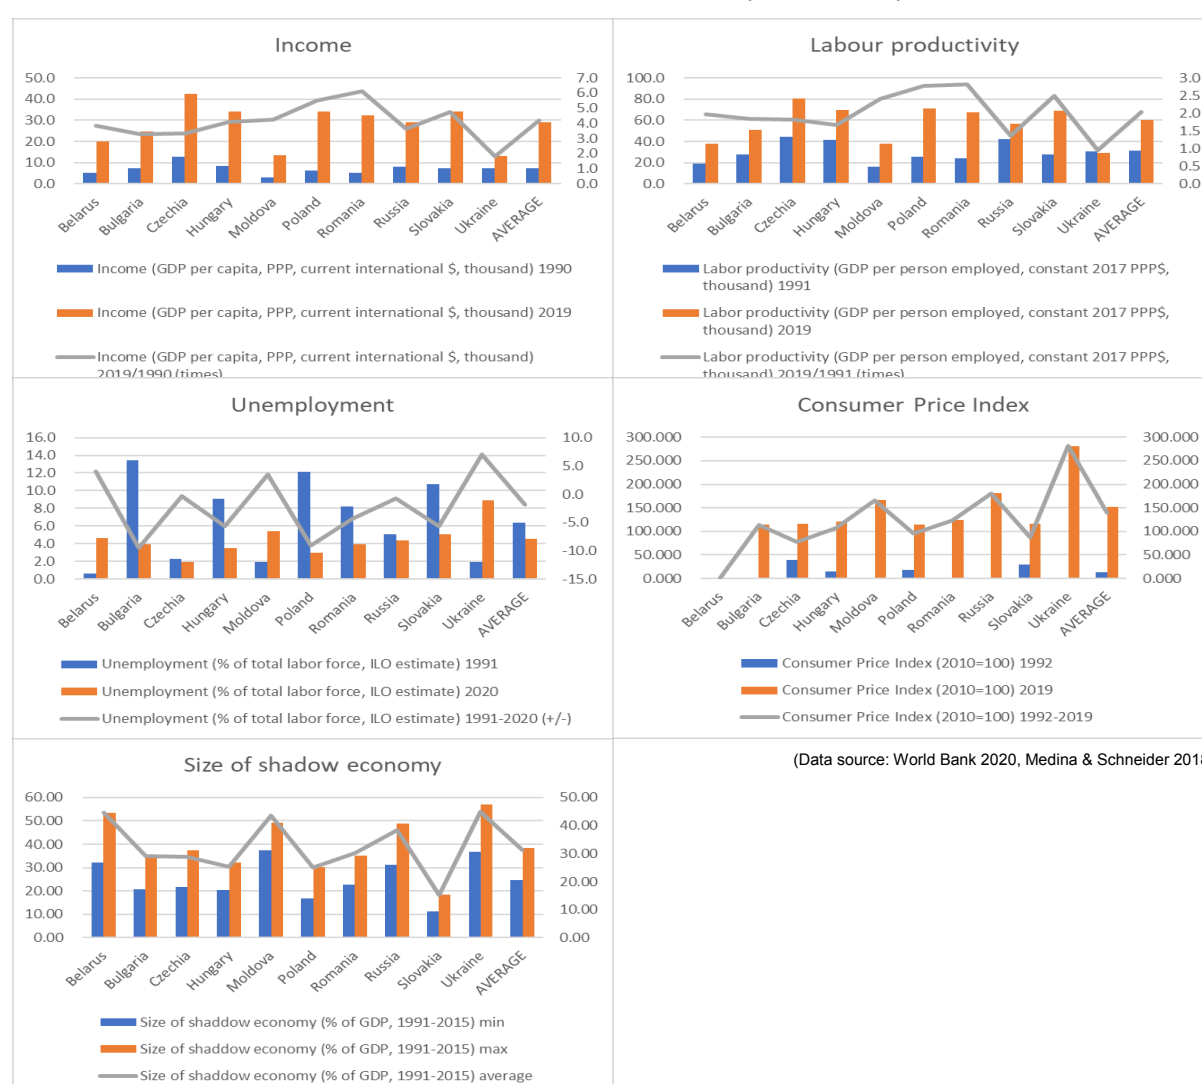 Income
50.0
40.0
30.0
20.0
10.0
0.0
7.0
6.0
5.0
4.0
3.0
2.0
1.0
0.0
Belarus
Bulgaria
Czechia
Hungary
Moldova
Poland
Romania
Russia
Slovakia
Ukraine
AVERAGE
Income (GDP per capita, PPP, current international $, thousand) 1990
Income (GDP per capita, PPP, current international $, thousand) 2019
Income (GDP per capita, PPP, current international $, thousand)
2019/1990 (times)
Labour productivity
100.0
80.0
60.0
40.0
20.0
0.0
3.0
2.5
2.0
1.5
1.0
0.5
0.0
Belarus
Bulgaria
Czechia
Hungary
Moldova
Poland
Romania
Russia
Slovakia
Ukraine
AVERAGE
Labor productivity (GDP per person employed, constant 2017 PPP$,
thousand) 1991
Labor productivity (GDP per person employed, constant 2017 PPP$,
thousand) 2019
Labor productivity (GDP per person employed, constant 2017 PPP$,
thousand) 2019/1991 (times)
Unemployment
16.0
14.0
12.0
10.0
8.0
6.0
4.0
2.0
0.0
10.0
5.0
0.0
-5.0
-10.0
-15.0
Belarus
Bulgaria
Czechia
Hungary
Moldova
Poland
Romania
Russia
Slovakia
Ukraine
AVERAGE
Unemployment (% of total labor force, ILO estimate) 1991
Unemployment (% of total labor force, ILO estimate) 2020
Unemployment (% of total labor force, ILO estimate) 1991-2020 (+/-)
Consumer Price Index
300.000
250.000
200.000
150.000
100.000
50.000
0.000
300.000
250.000
200.000
150.000
100.000
50.000
0.000
Belarus
Bulgaria
Czechia
Hungary
Moldova
Poland
Romania
Russia
Slovakia
Ukraine
AVERAGE
Consumer Price Index (2010=100) 1992
Consumer Price Index (2010=100) 2019
Consumer Price Index (2010=100) 1992-2019
Size of shadow economy
60.00
50.00
40.00
30.00
20.00
10.00
0.00
50.00
40.00
30.00
20.00
10.00
0.00
Belarus
Bulgaria
Czechia
Hungary
Moldova
Poland
Romania
Russia
Slovakia
Ukraine
AVERAGE
Size of shaddow economy (% of GDP, 1991-2015) min
Size of shaddow economy (% of GDP, 1991-2015) max
Size of shaddow economy (% of GDP, 1991-2015) average
(Data source: World Bank 2020, Medina & Schneider 2018